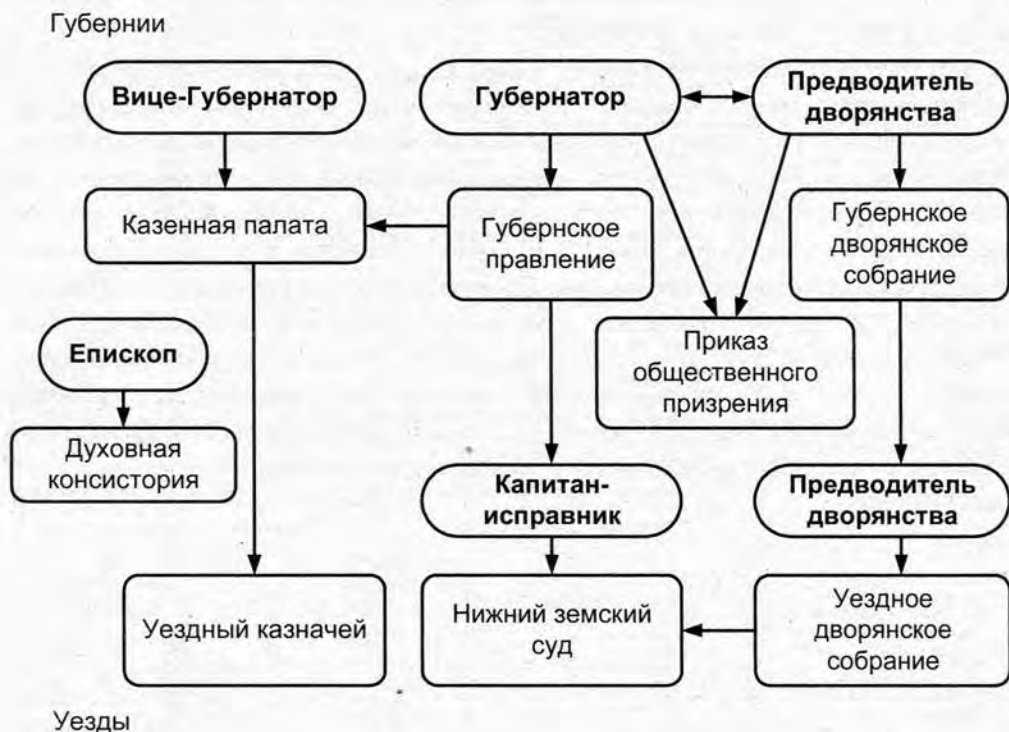 Губернии
Вице-Губернатор
Губернатор
Предводитель
дворянства
Казенная палата
Губернское
правление
Губернское
дворянское
собрание
Приказ
общественного
призрения
Епископ
Духовная
консистория
Капитан-
исправник
Предводитель
дворянства
Уездный казначей
Нижний земский
суд
Уездное
дворянское
собрание
Уезды